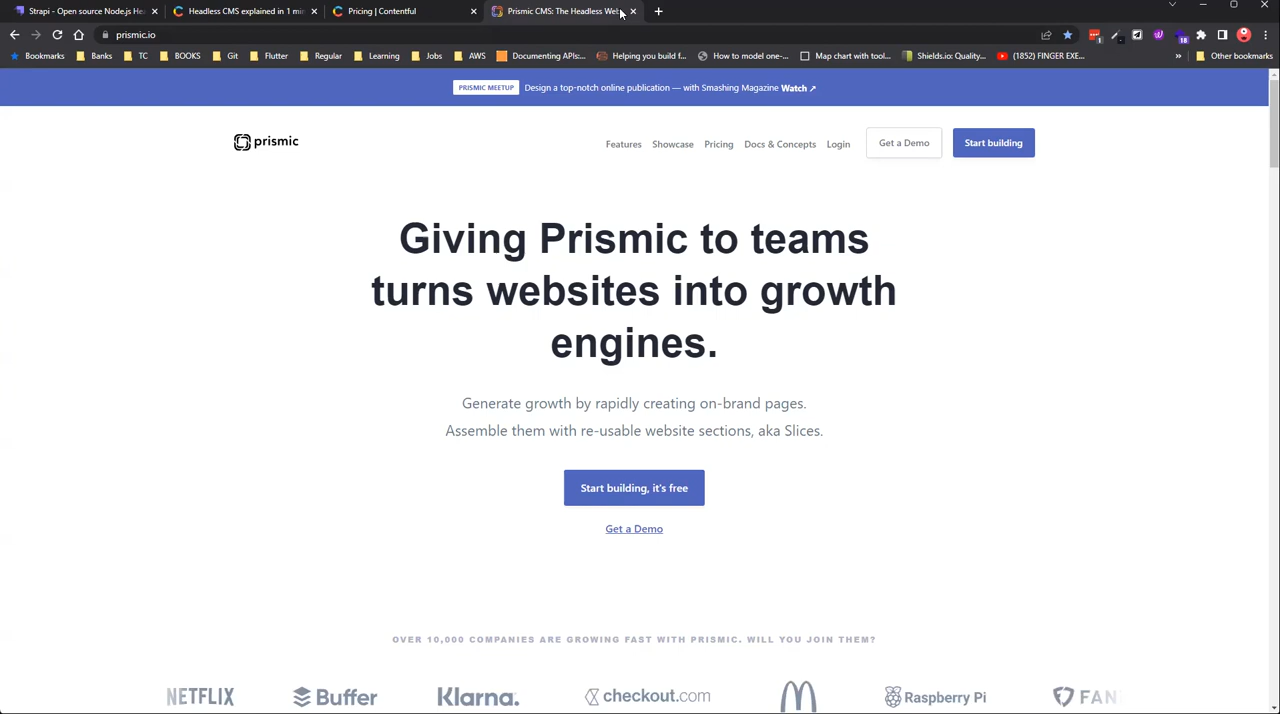 Strapi - Open source Node.js He
Headless CMS explained in 1 mi
Pricing | Contentful
Prismic CMS: The Headless Web
prismic.io
Bookmarks
Banks
TC
BOOKS
Git
Flutter
Regular
Learning
Jobs
AWS
Documenting APIs:...
Helping you build f...
How to model one-...
Map chart with tool...
Shields.io: Quality...
(1852) FINGER EXE...
»
Other bookmarks
PRISMIC MEETUP Design a top-notch online publication — with Smashing Magazine Watch ↗
prismic
Features Showcase Pricing Docs & Concepts Login Get a Demo Start building
Giving Prismic to teams
turns websites into growth
engines.
Generate growth by rapidly creating on-brand pages.
Assemble them with re-usable website sections, aka Slices.
Start building, it's free
Get a Demo
OVER 10,000 COMPANIES ARE GROWING FAST WITH PRISMIC. WILL YOU JOIN THEM?
NETFLIX Buffer Klarna. checkout.com Raspberry Pi FAN